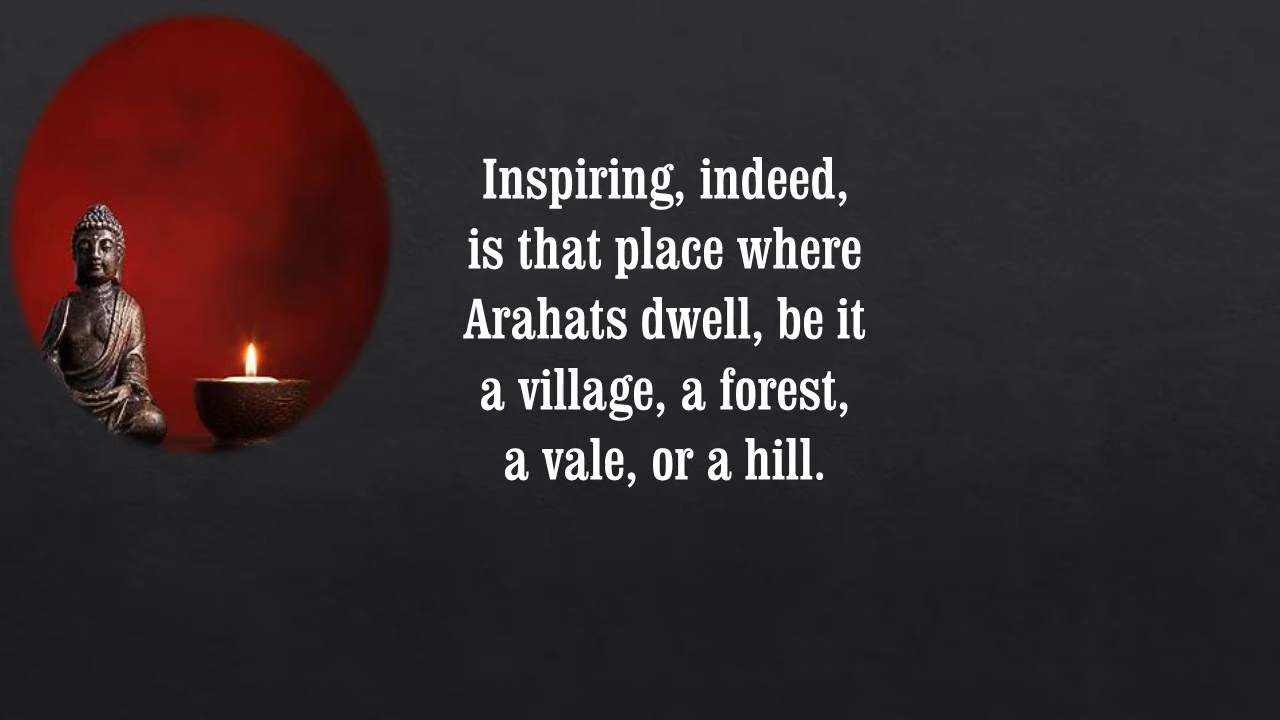 Inspiring, indeed,
is that place where
Arahats dwell, be it
a village, a forest,
a vale, or a hill.